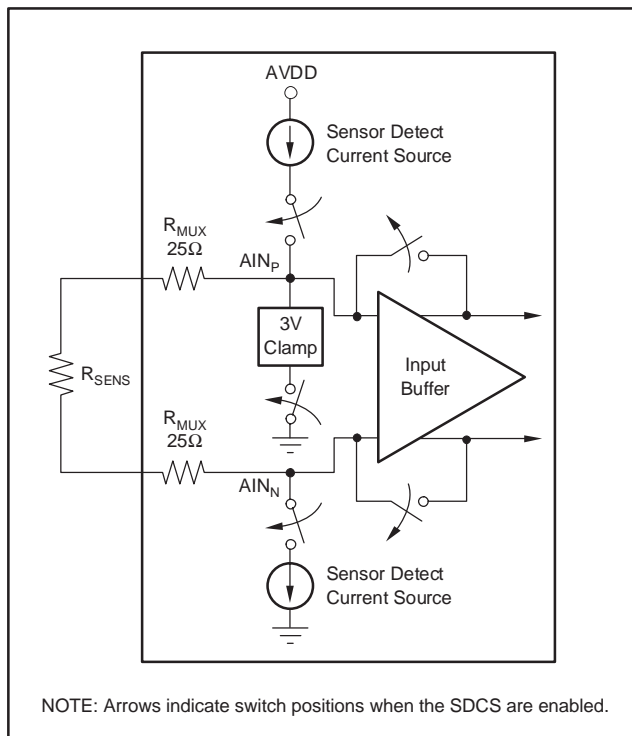 AVDD
Sensor Detect
Current Source
RMUX
25Ω
AINP
3V
Clamp
Input
Buffer
RSENS
RMUX
25Ω
AINN
Sensor Detect
Current Source
NOTE: Arrows indicate switch positions when the SDCS are enabled.